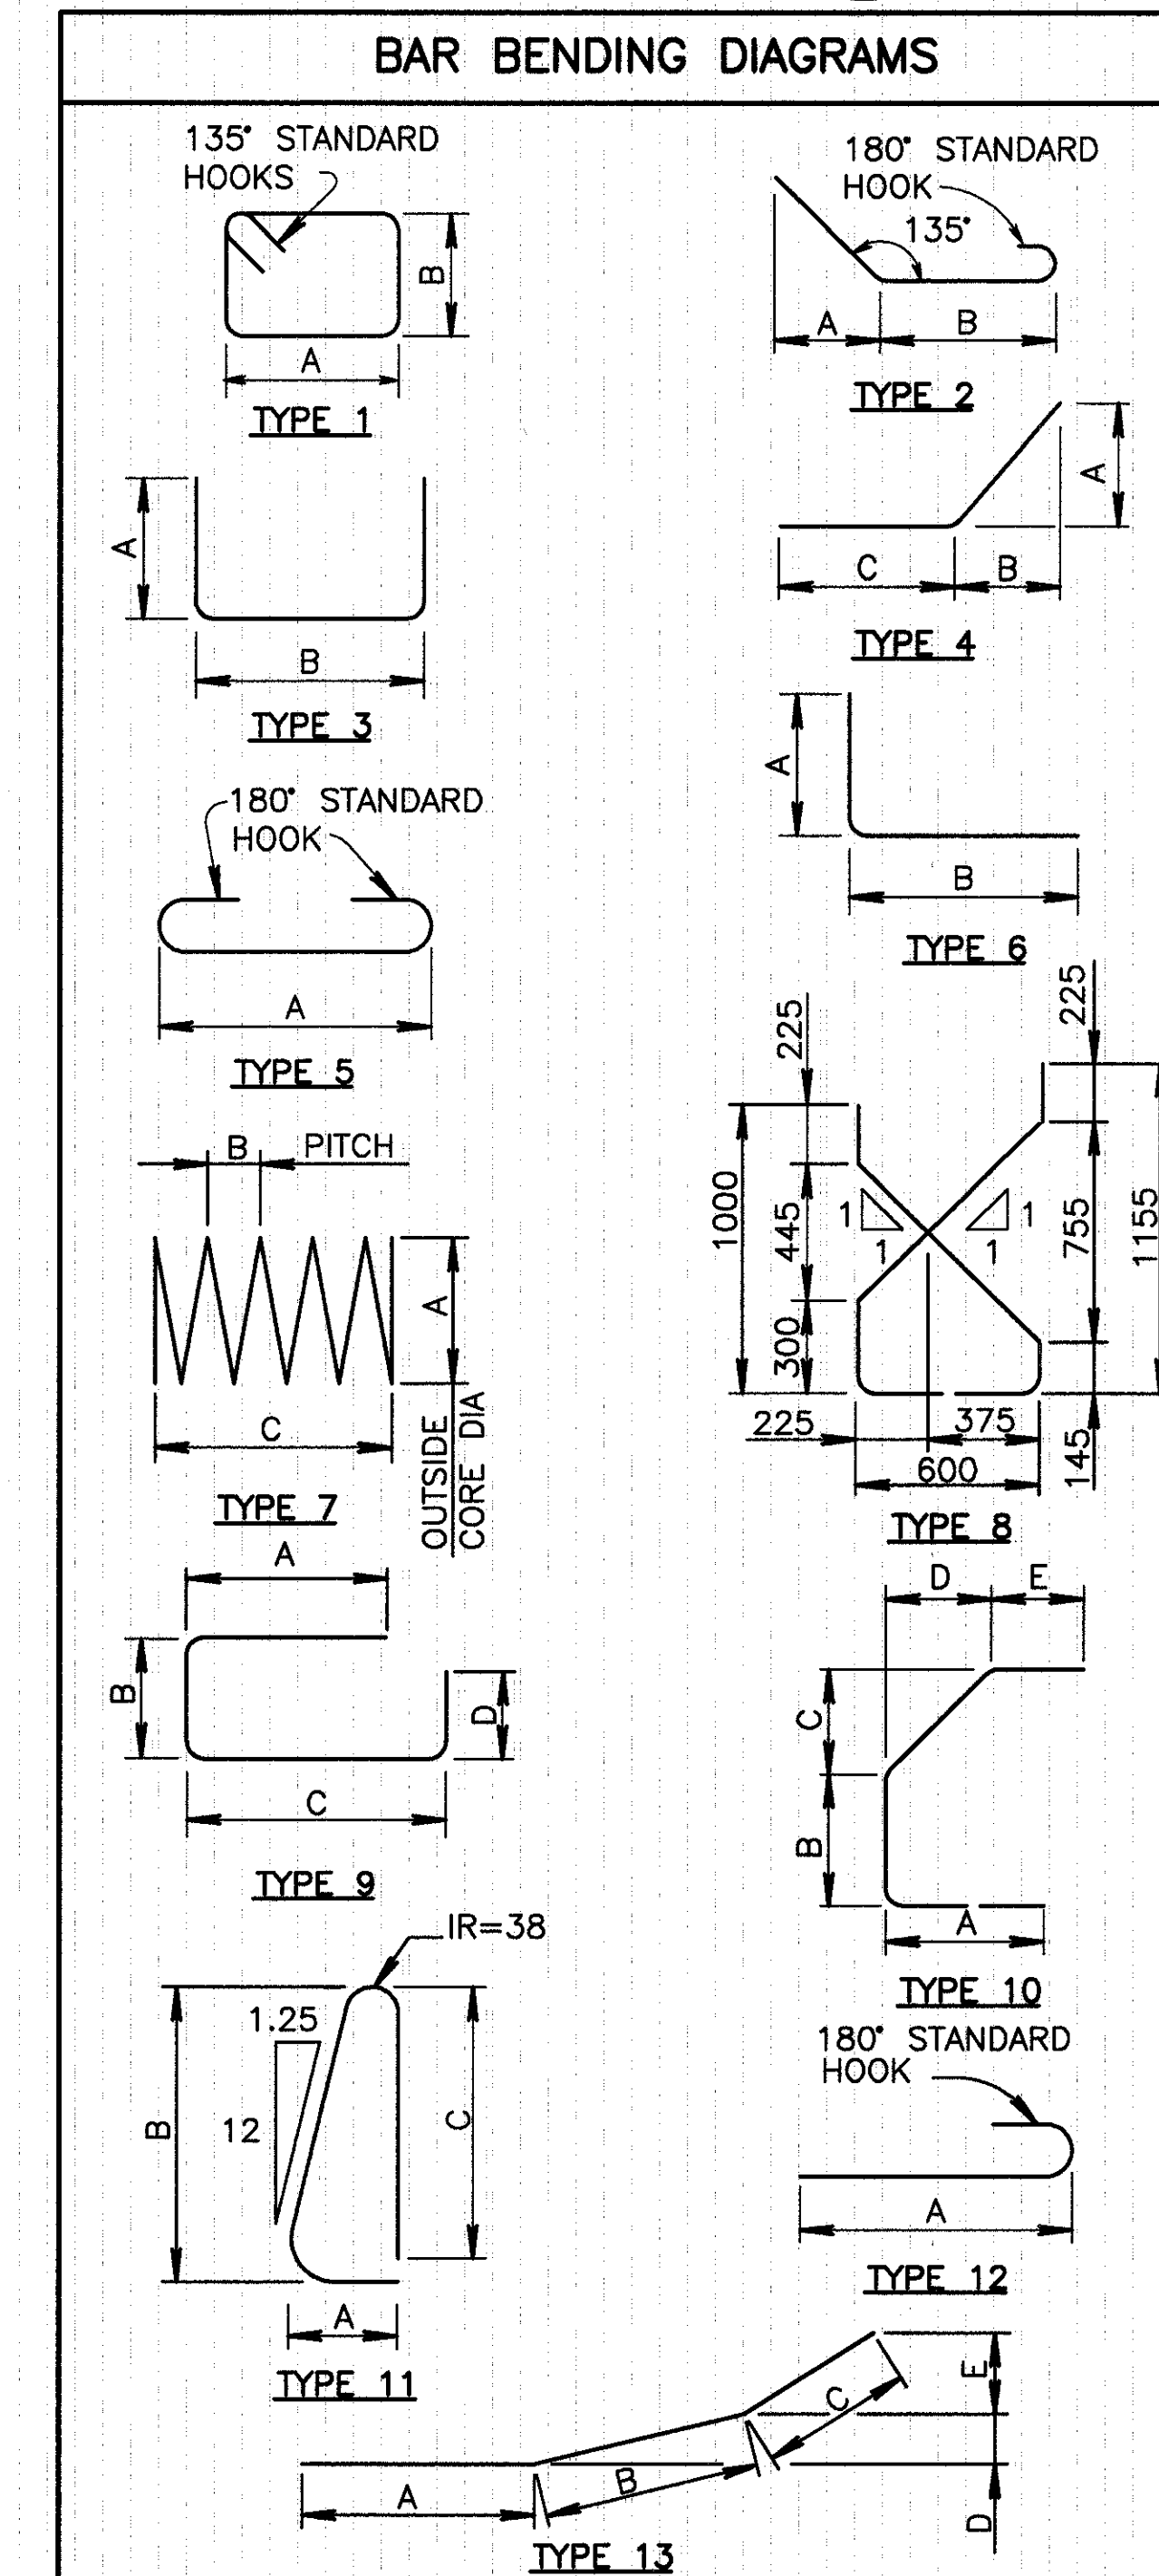 BAR BENDING DIAGRAMS
135° STANDARD
HOOKS
B
A
TYPE 1
180° STANDARD
HOOK
135°
A
B
TYPE 2
A
B
TYPE 3
A
C
B
TYPE 4
180° STANDARD
HOOK
A
TYPE 5
A
B
TYPE 6
B
PITCH
A
C
OUTSIDE
CORE DIA
TYPE 7
225
225
1000
445
300
1
1
1
1
755
1155
145
225
375
600
TYPE 8
A
B
D
C
TYPE 9
D
E
C
B
A
TYPE 10
IR=38
1.25
12
B
C
A
TYPE 11
180° STANDARD
HOOK
A
TYPE 12
E
C
B
A
D
TYPE 13